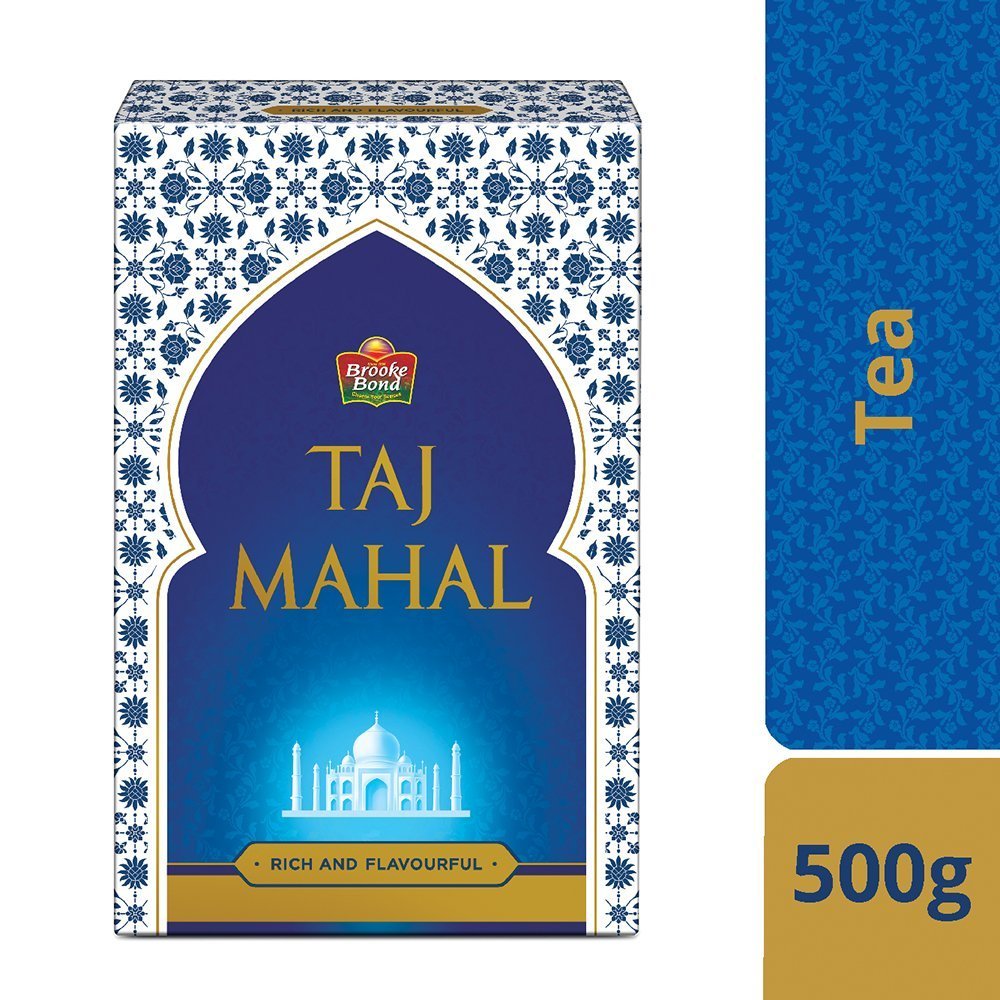 RICH AND FLAVOURFUL
Brooke
Bond
TAJ
MAHAL
· RICH AND FLAVOURFUL ·
Tea
500g